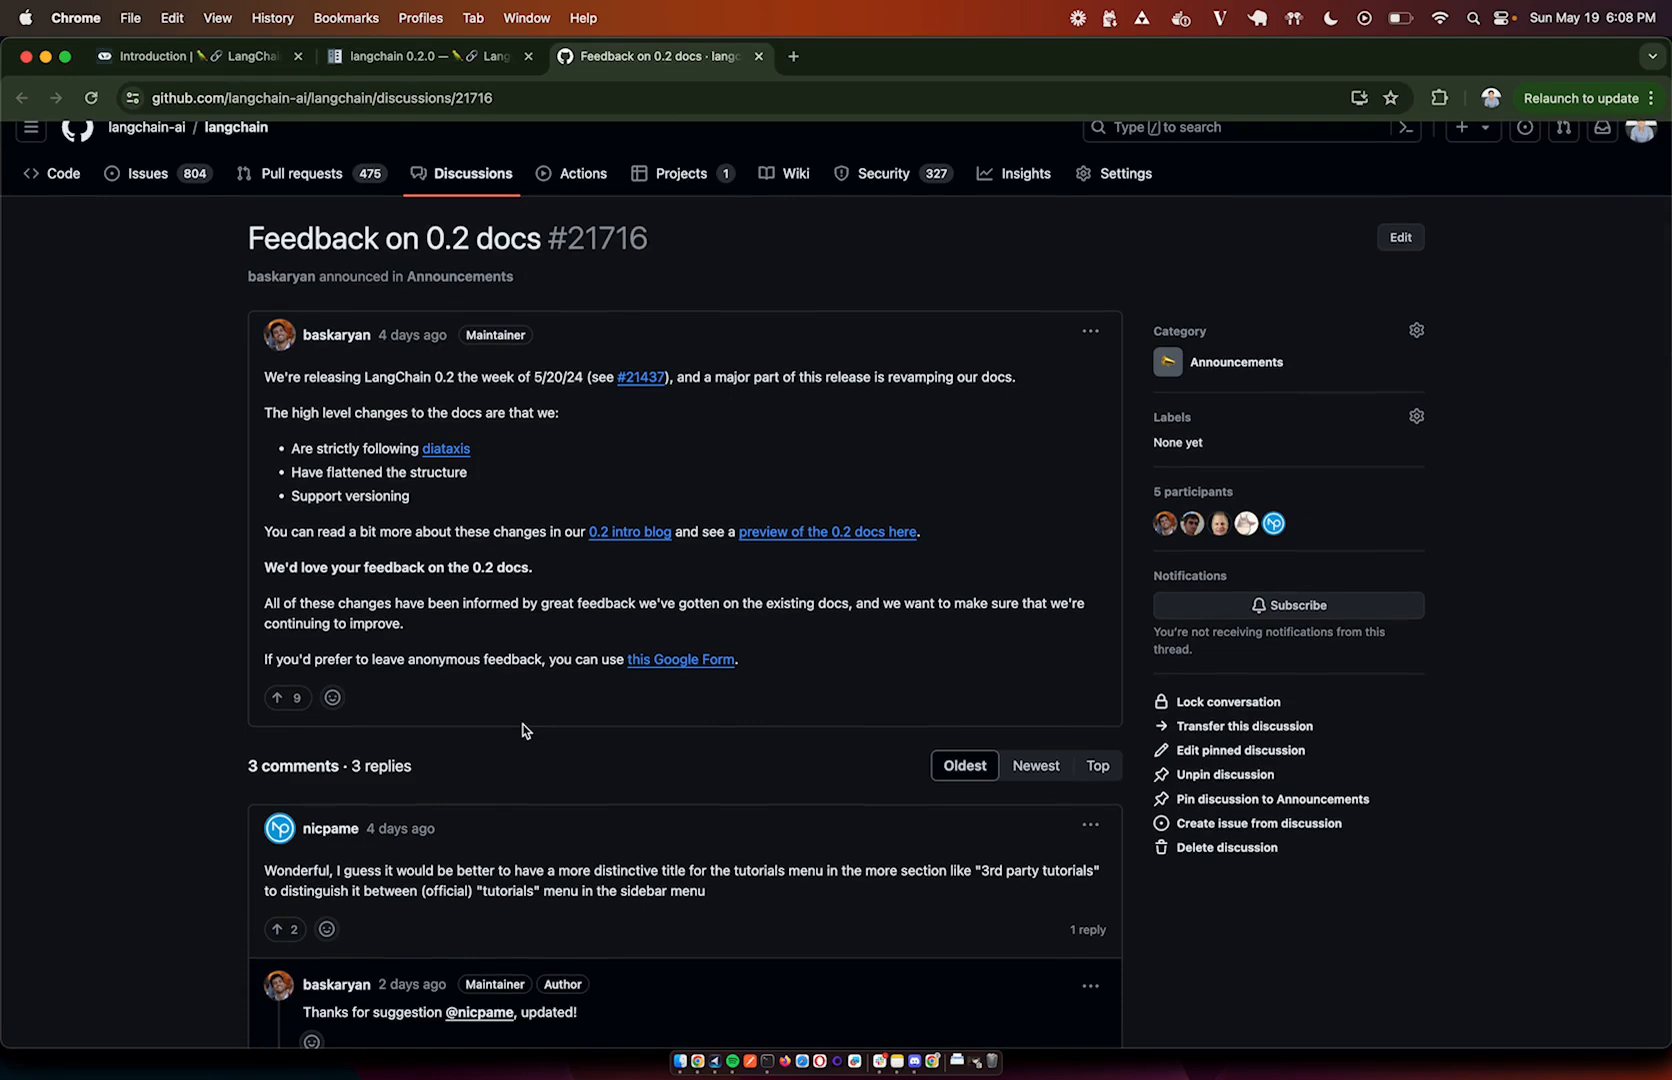 Chrome File Edit View History Bookmarks Profiles Tab Window Help Sun May 19 6:08 PM
Introduction | LangChai langchain 0.2.0 — Lang Feedback on 0.2 docs · langc
github.com/langchain-ai/langchain/discussions/21716 Relaunch to update
langchain-ai / langchain Type / to search
Code Issues 804 Pull requests 475 Discussions Actions Projects 1 Wiki Security 327 Insights Settings
Feedback on 0.2 docs #21716
Edit
baskaryan announced in Announcements
baskaryan 4 days ago Maintainer
We're releasing LangChain 0.2 the week of 5/20/24 (see #21437), and a major part of this release is revamping our docs.
The high level changes to the docs are that we:
• Are strictly following diataxis
• Have flattened the structure
• Support versioning
You can read a bit more about these changes in our 0.2 intro blog and see a preview of the 0.2 docs here.
We'd love your feedback on the 0.2 docs.
All of these changes have been informed by great feedback we've gotten on the existing docs, and we want to make sure that we're
continuing to improve.
If you'd prefer to leave anonymous feedback, you can use this Google Form.
9
3 comments · 3 replies
Oldest Newest Top
nicpame 4 days ago
Wonderful, I guess it would be better to have a more distinctive title for the tutorials menu in the more section like "3rd party tutorials"
to distinguish it between (official) "tutorials" menu in the sidebar menu
2
1 reply
baskaryan 2 days ago Maintainer Author
Thanks for suggestion @nicpame, updated!
Category
Announcements
Labels
None yet
5 participants
Notifications
Subscribe
You're not receiving notifications from this
thread.
Lock conversation
Transfer this discussion
Edit pinned discussion
Unpin discussion
Pin discussion to Announcements
Create issue from discussion
Delete discussion